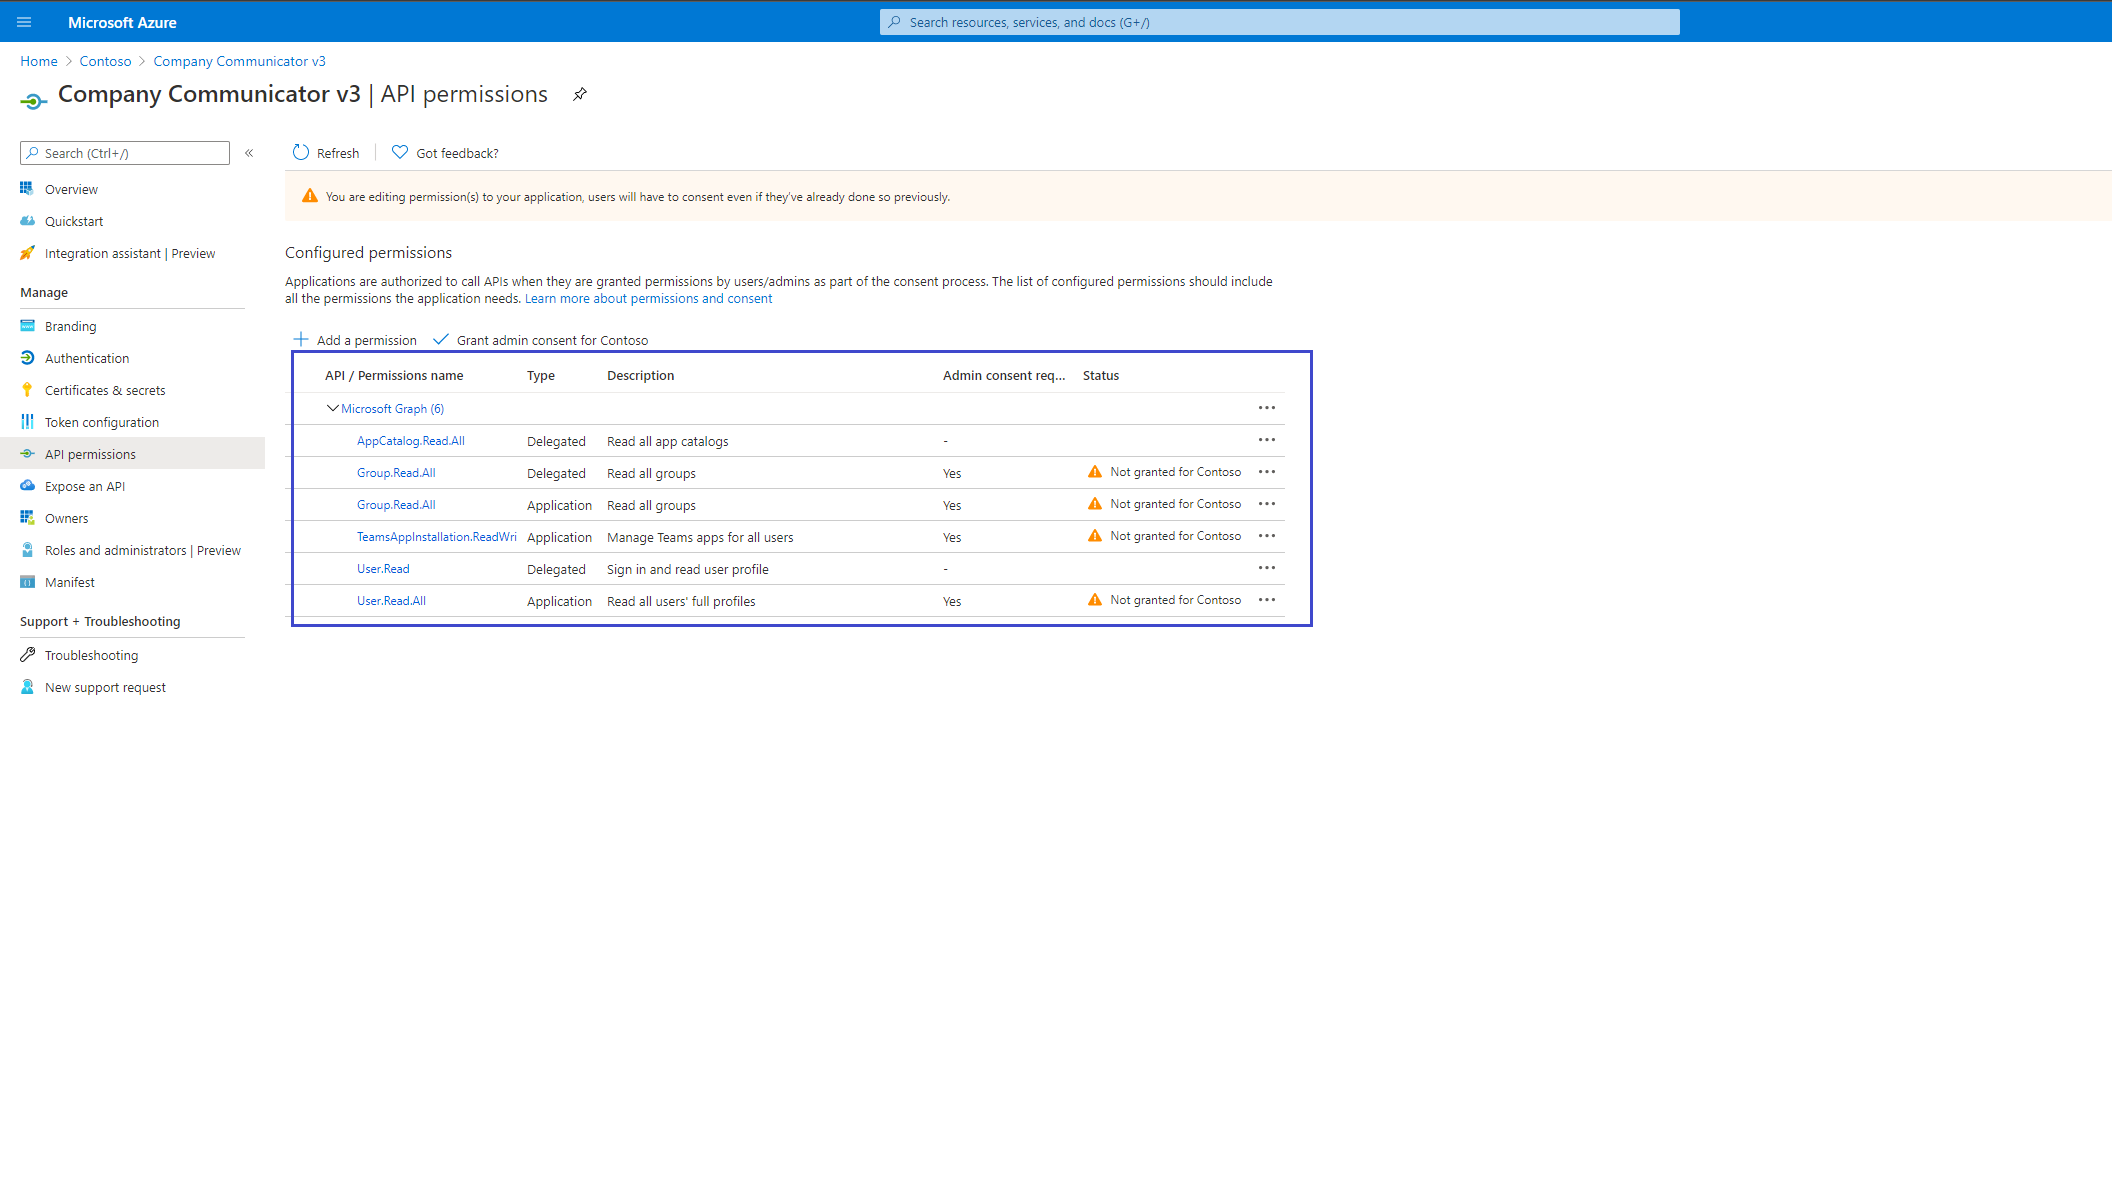 Microsoft Azure
Search resources, services, and docs (G+/)
Home > Contoso > Company Communicator v3
Company Communicator v3 | API permissions
Search (Ctrl+/)
«
Overview
Quickstart
Integration assistant | Preview
Manage
Branding
Authentication
Certificates & secrets
Token configuration
API permissions
Expose an API
Owners
Roles and administrators | Preview
Manifest
Support + Troubleshooting
Troubleshooting
New support request
Refresh
Got feedback?
You are editing permission(s) to your application, users will have to consent even if they've already done so previously.
Configured permissions
Applications are authorized to call APIs when they are granted permissions by users/admins as part of the consent process. The list of configured permissions should include
all the permissions the application needs. Learn more about permissions and consent
Add a permission
Grant admin consent for Contoso
API / Permissions name Type Description Admin consent req... Status
Microsoft Graph (6)
AppCatalog.Read.All Delegated Read all app catalogs -
Group.Read.All Delegated Read all groups Yes Not granted for Contoso
Group.Read.All Application Read all groups Yes Not granted for Contoso
TeamsAppInstallation.ReadWri Application Manage Teams apps for all users Yes Not granted for Contoso
User.Read Delegated Sign in and read user profile -
User.Read.All Application Read all users' full profiles Yes Not granted for Contoso